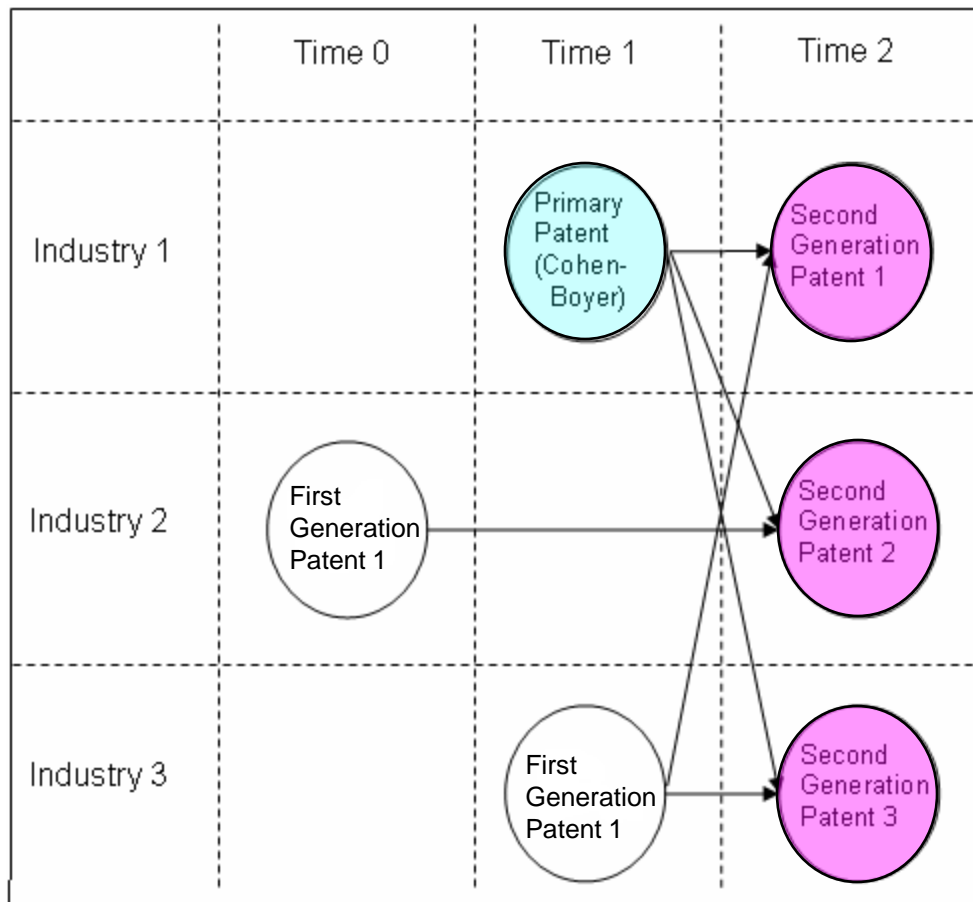 Time 0
Time 1
Time 2
Industry 1
Primary
Patent
(Cohen-
Boyer)
Second
Generation
Patent 1
Industry 2
First
Generation
Patent 1
Second
Generation
Patent 2
Industry 3
First
Generation
Patent 1
Second
Generation
Patent 3